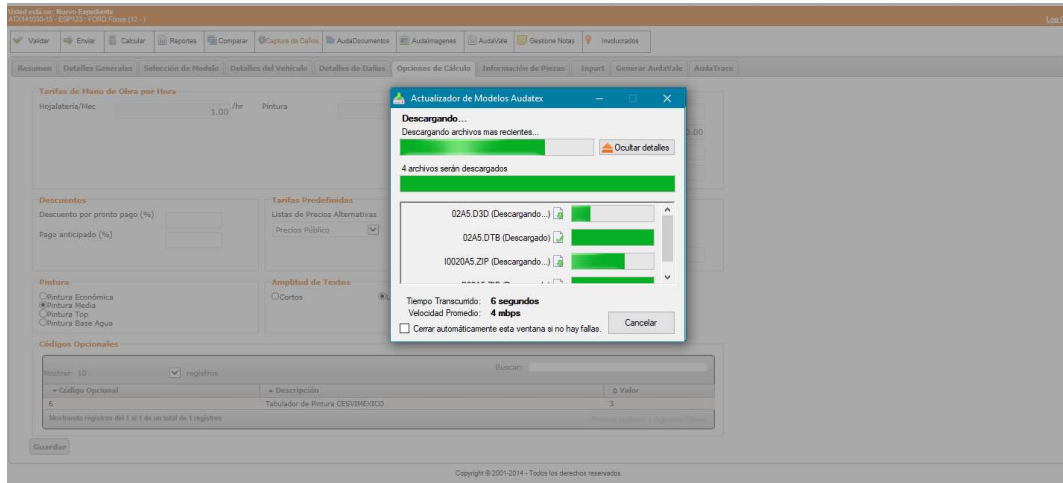 Usted está en: Nuevo Expediente
ATX141030-15 - ESP123 : FORD Focus (12 - )
Log
Validar Enviar Calcular Reportes Comparar Captura de Daños AudaDocumentos AudaImagenes AudaVale Gestione Notas Involucrados
Resumen Detalles Generales Selección de Modelo Detalles del Vehículo Detalles de Daños Opciones de Cálculo Información de Piezas Inpart Generar AudaVale AudaTrace
Tarifas de Mano de Obra por Hora
Hojalatería/Mec 1.00 /hr Pintura
Actualizador de Modelos Audatex
Descargando...
Descargando archivos mas recientes...
Ocultar detalles
4 archivos serán descargados
02A5.D3D (Descargando...)
02A5.DTB (Descargado)
I0020A5.ZIP (Descargando...)
Tiempo Transcurrido: 6 segundos
Velocidad Promedio: 4 mbps
Cerrar automáticamente esta ventana si no hay fallas.
Cancelar
Descuentos
Descuento por pronto pago (%)
Pago anticipado (%)
Tarifas Predefinidas
Listas de Precios Alternativas
Precios Público
Pintura
Pintura Económica
Pintura Media
Pintura Top
Pintura Base Agua
Amplitud de Textos
Cortos
Códigos Opcionales
Mostrar 10 registros
Buscar:
Código Opcional Descripción Valor
6 Tabulador de Pintura CESVIMEXICO 3
Mostrando registros del 1 al 1 de un total de 1 registros
Guardar
Copyright © 2001-2014 - Todos los derechos reservados.